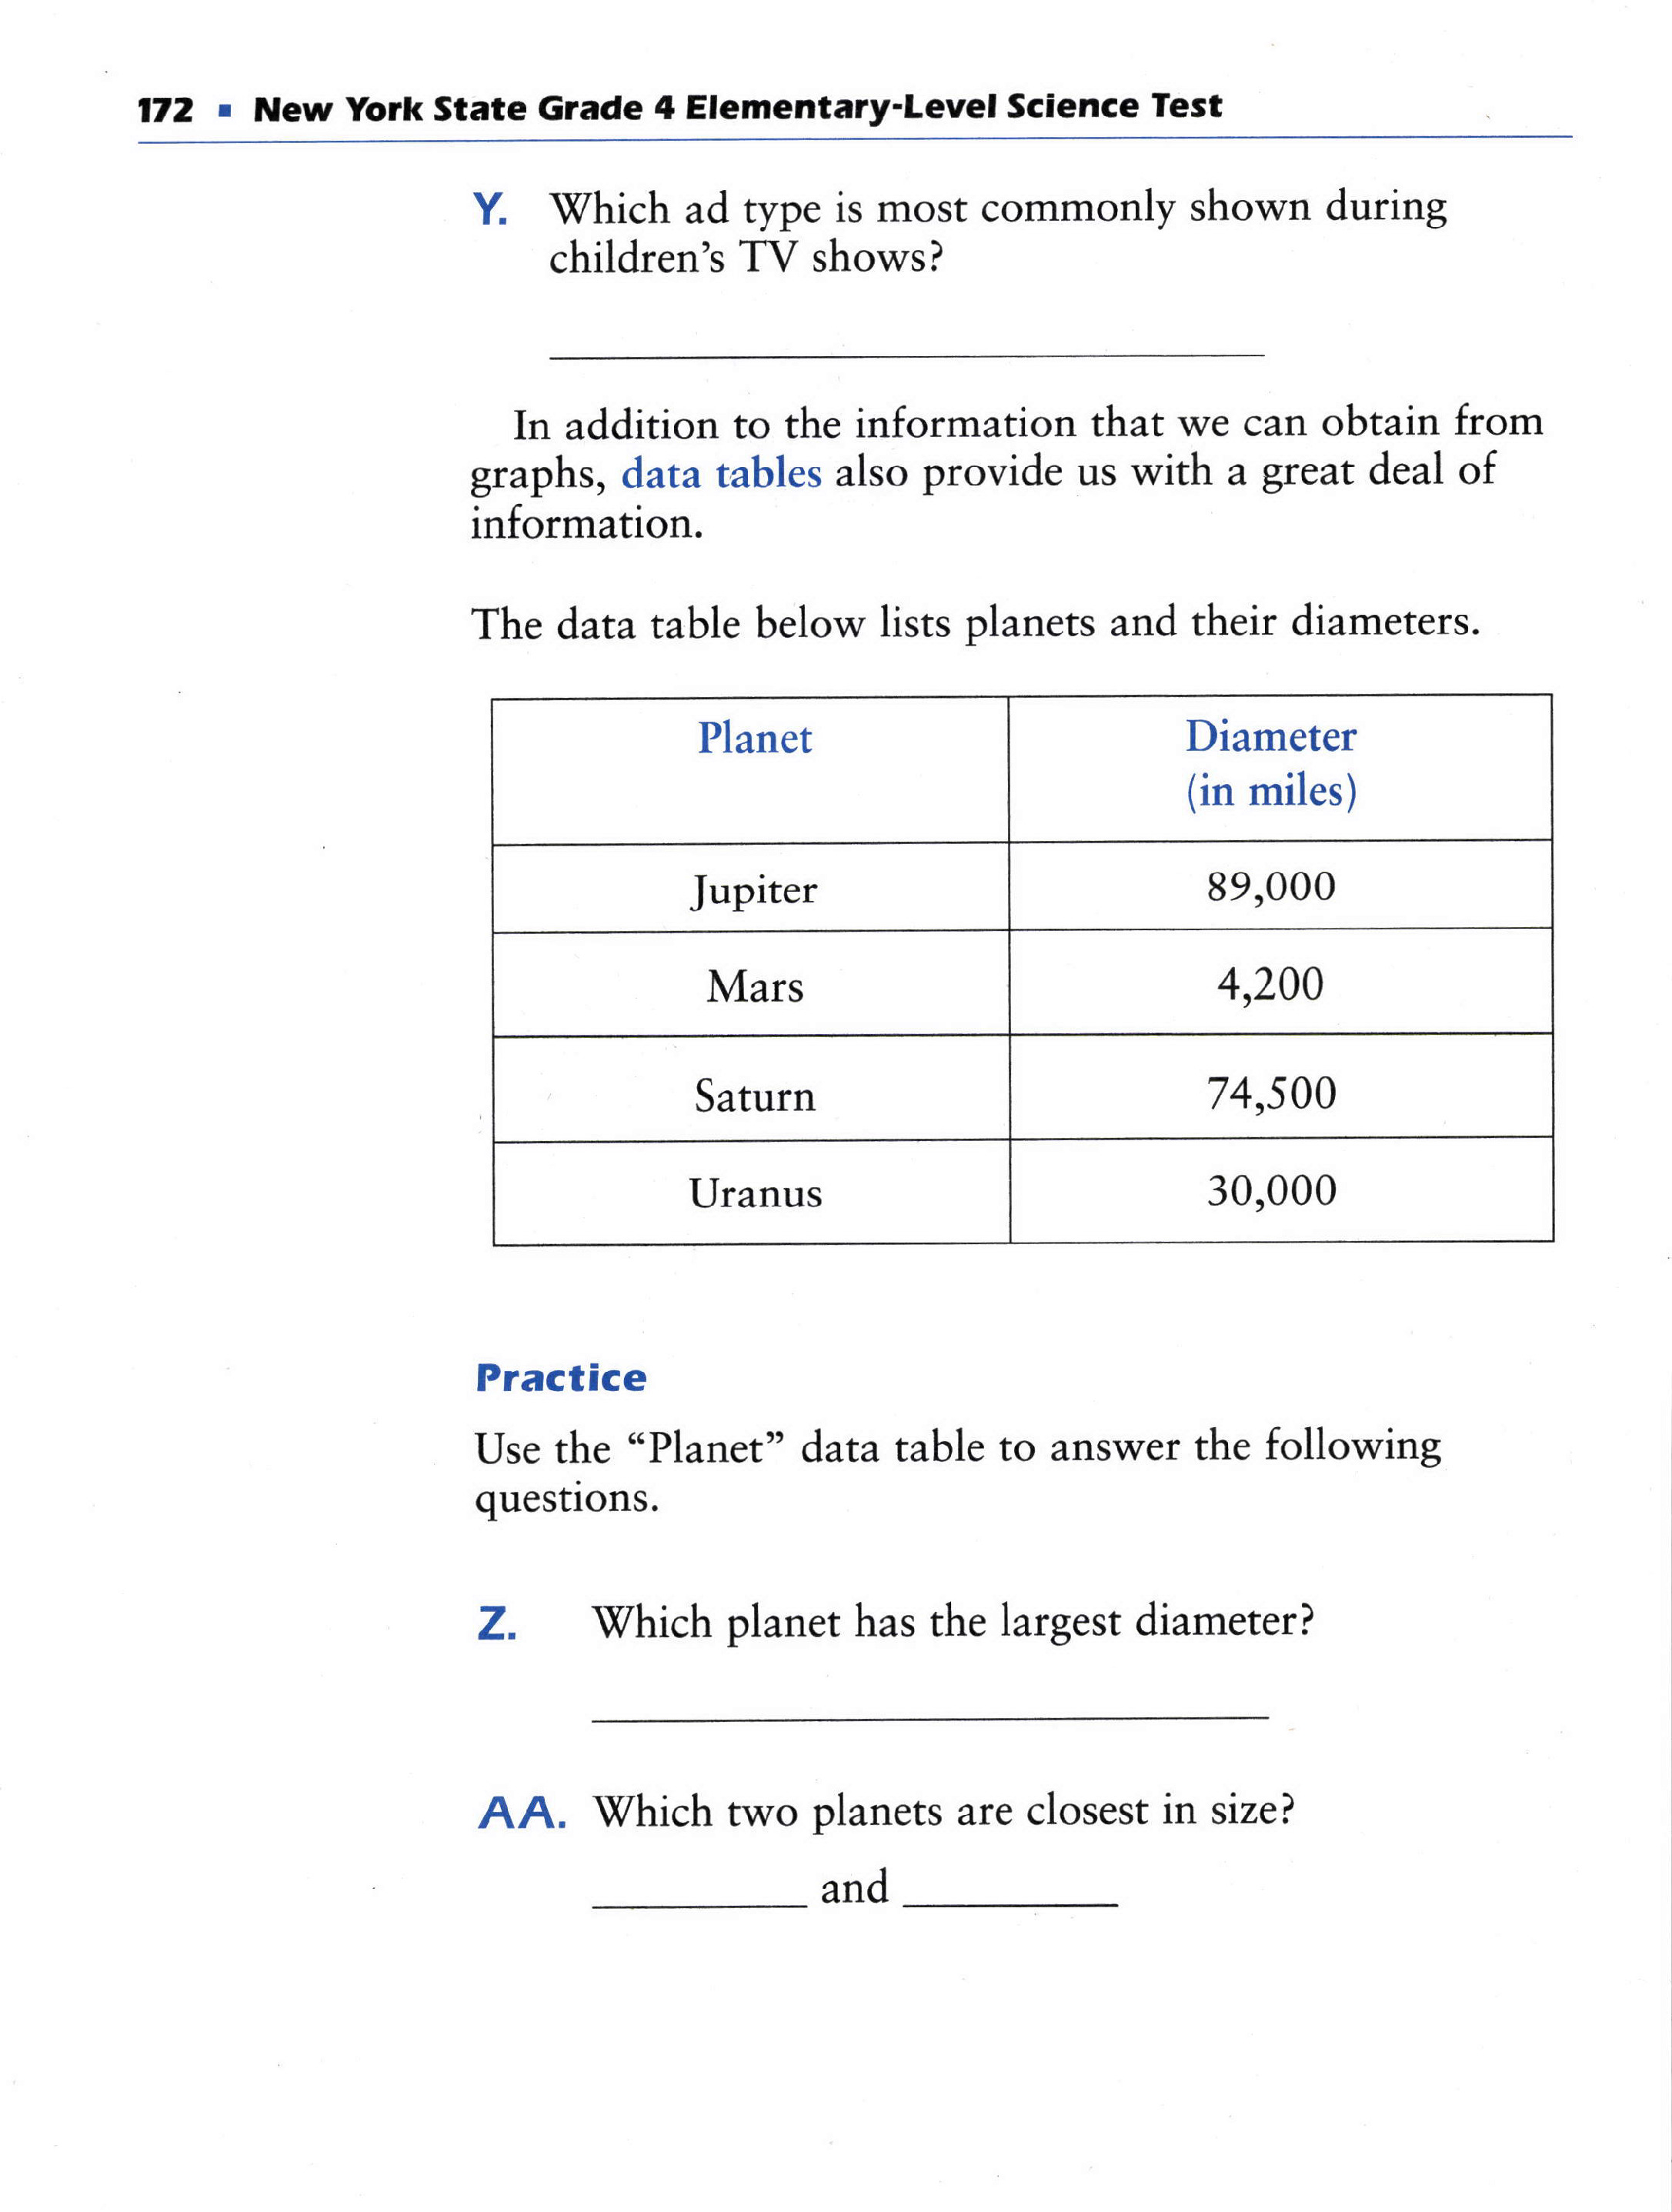 172 ▪ New York State Grade 4 Elementary-Level Science Test
Y. Which ad type is most commonly shown during
children's TV shows?
In addition to the information that we can obtain from
graphs, data tables also provide us with a great deal of
information.
The data table below lists planets and their diameters.
Planet Diameter
(in miles)
Jupiter 89,000
Mars 4,200
Saturn 74,500
Uranus 30,000
Practice
Use the “Planet” data table to answer the following
questions.
Z. Which planet has the largest diameter?
AA. Which two planets are closest in size?
__________ and __________